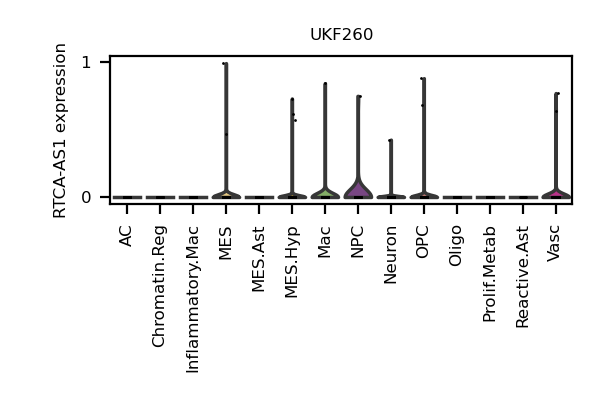 UKF260
RTCA-AS1 expression
1
0
AC
Chromatin.Reg
Inflammatory.Mac
MES
MES.Ast
MES.Hyp
Mac
NPC
Neuron
OPC
Oligo
Prolif.Metab
Reactive.Ast
Vasc